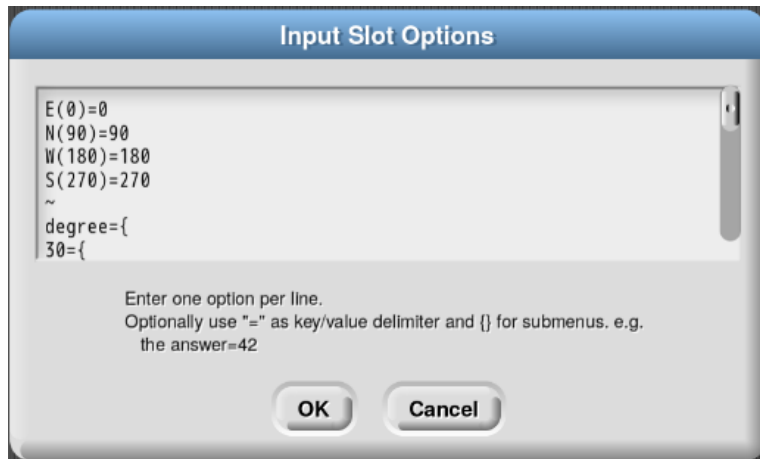 Input Slot Options
E(0)=0
N(90)=90
W(180)=180
S(270)=270
~
degree={
30={
Enter one option per line.
Optionally use "=" as key/value delimiter and {} for submenus. e.g.
the answer=42
OK Cancel